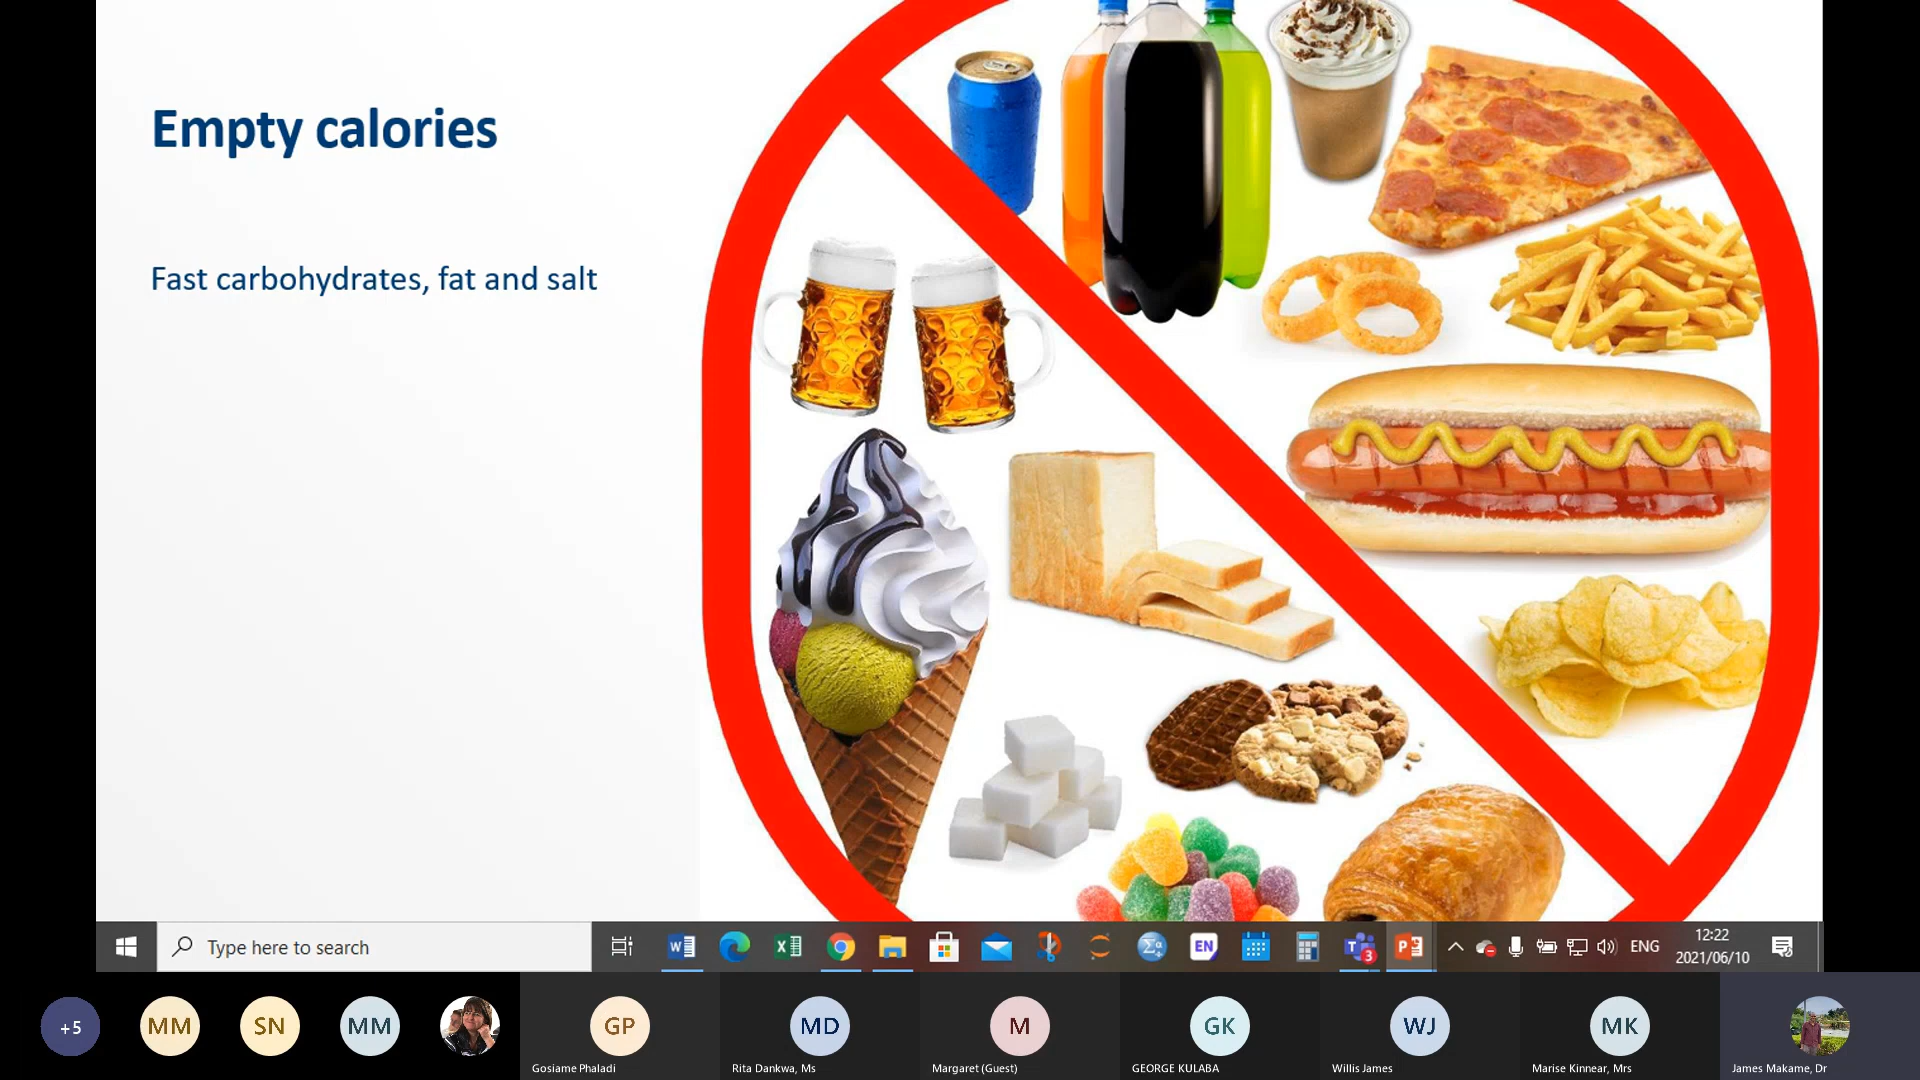 Empty calories
Fast carbohydrates, fat and salt
Type here to search
W
X
EN
T
3
P
ENG
12:22
2021/06/10
+5
MM
SN
MM
GP
MD
M
GK
WJ
MK
Gosiame Phaladi
Rita Dankwa, Ms
Margaret (Guest)
GEORGE KULABA
Willis James
Marise Kinnear, Mrs
James Makame, Dr